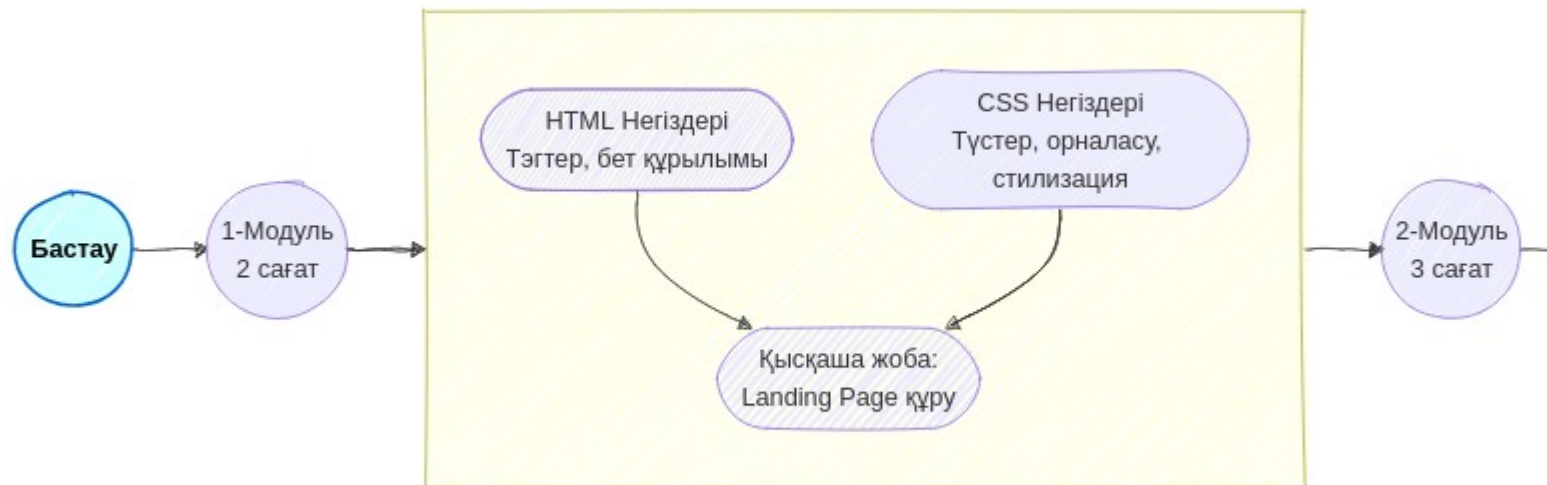 Бастау
1-Модуль
2 сағат
HTML Негіздері
Тэгтер, бет құрылымы
CSS Негіздері
Түстер, орналасу,
стилизация
Қысқаша жоба:
Landing Page құру
2-Модуль
3 сағат